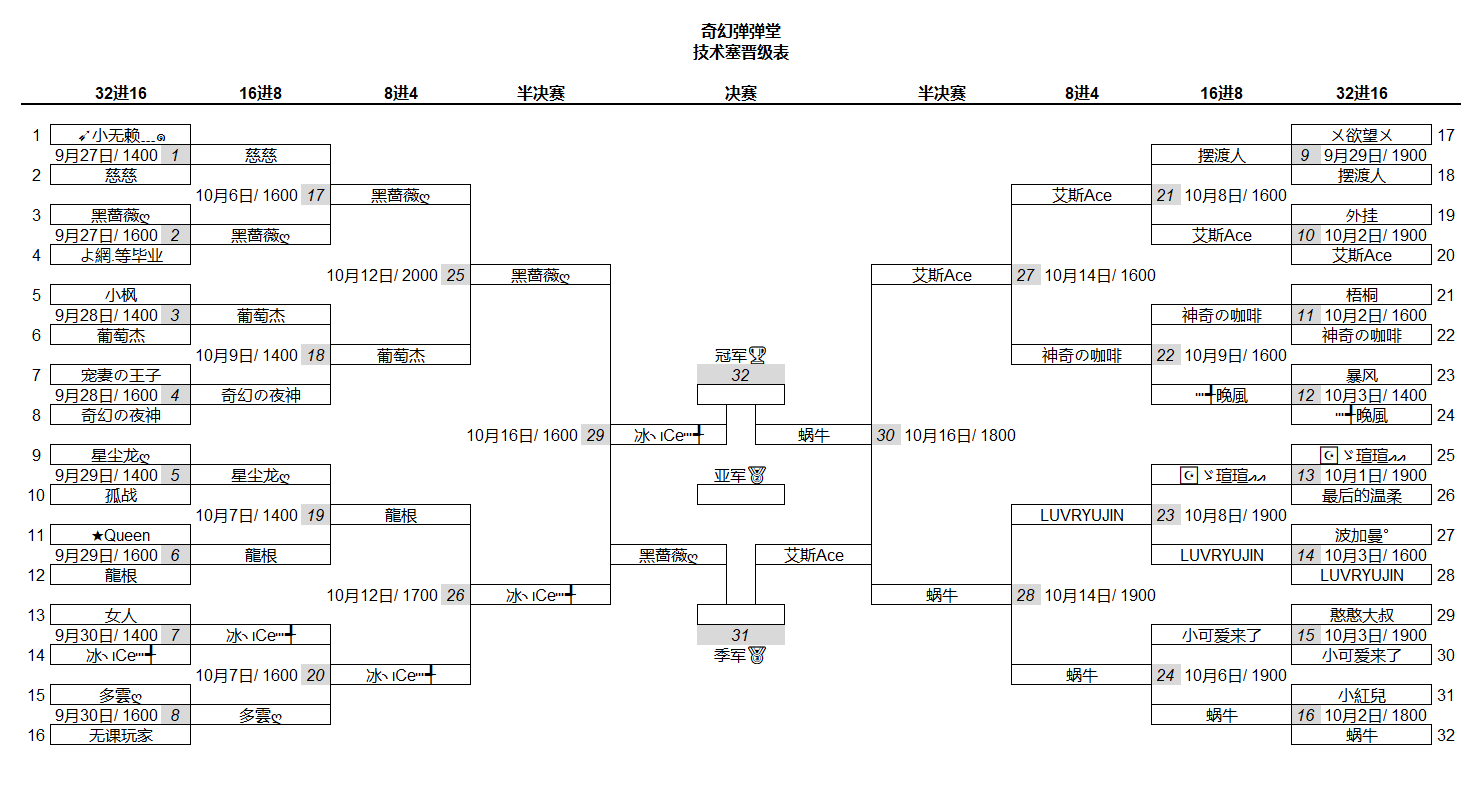 奇幻弹弹堂
技术塞晋级表
32进16 16进8 8进4 半决赛 决赛 半决赛 8进4 16进8 32进16
1 ➶小无赖﹍๑ メ欲望メ 17
9月27日/ 1400 1 慈慈 摆渡人 9 9月29日/ 1900
2 慈慈 摆渡人 18
10月6日/ 1600 17 黑蔷薇ღ 艾斯Ace 21 10月8日/ 1600
3 黑蔷薇ღ 外挂 19
9月27日/ 1600 2 黑蔷薇ღ 艾斯Ace 10 10月2日/ 1900
4 よ網.等毕业 艾斯Ace 20
10月12日/ 2000 25 黑蔷薇ღ 艾斯Ace 27 10月14日/ 1600
5 小枫 梧桐 21
9月28日/ 1400 3 葡萄杰 神奇の咖啡 11 10月2日/ 1600
6 葡萄杰 神奇の咖啡 22
10月9日/ 1400 18 葡萄杰 冠军🏆 神奇の咖啡 22 10月9日/ 1600
7 宠妻の王子 32 暴风 23
9月28日/ 1600 4 奇幻の夜神 ┉╃晚風 12 10月3日/ 1400
8 奇幻の夜神 ┉╃晚風 24
10月16日/ 1600 29 冰ヽıCe┉╃ 蜗牛 30 10月16日/ 1800
9 星尘龙ღ ☪ゞ瑄瑄ᨒ 25
9月29日/ 1400 5 星尘龙ღ 亚军🥈 ☪ゞ瑄瑄ᨒ 13 10月1日/ 1900
10 孤战 最后的温柔 26
10月7日/ 1400 19 龍根 LUVRYUJIN 23 10月8日/ 1900
11 ★Queen 波加曼° 27
9月29日/ 1600 6 龍根 黑蔷薇ღ 艾斯Ace LUVRYUJIN 14 10月3日/ 1600
12 龍根 LUVRYUJIN 28
10月12日/ 1700 26 冰ヽıCe┉╃ 蜗牛 28 10月14日/ 1900
13 女人 憨憨大叔 29
9月30日/ 1400 7 冰ヽıCe┉╃ 31 小可爱来了 15 10月3日/ 1900
14 冰ヽıCe┉╃ 季军🥉 小可爱来了 30
10月7日/ 1600 20 冰ヽıCe┉╃ 蜗牛 24 10月6日/ 1900
15 多雲ღ 小紅兒 31
9月30日/ 1600 8 多雲ღ 蜗牛 16 10月2日/ 1800
16 无课玩家 蜗牛 32